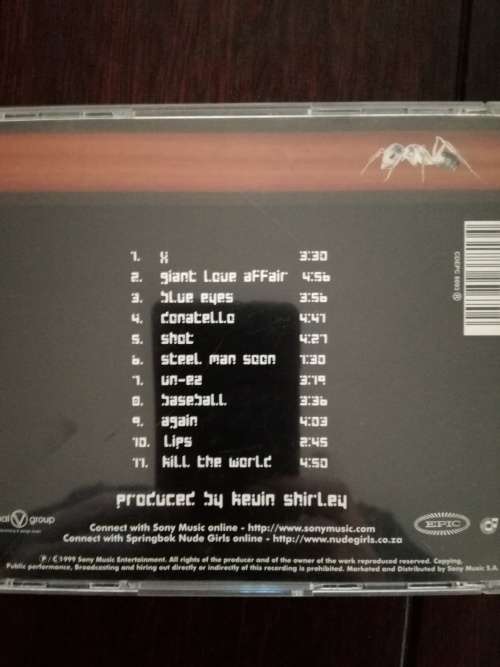 1. X 3:30
2. giant love affair 4:56
3. blue eyes 3:56
4. donatello 4:47
5. shot 4:27
6. steel man soon 1:30
7. un-ez 3:19
8. baseball 3:36
9. again 4:03
10. lips 2:45
11. kill the world 4:50
produced by kevin shirley
group
EPIC
Connect with Sony Music online - http://www.sonymusic.com
Connect with Springbok Nude Girls online - http://www.nudegirls.co.za
℗ / © 1999 Sony Music Entertainment. All rights of the producer and of the owner of the work reproduced reserved. Copying,
Public performance, Broadcasting and hiring out directly or indirectly of this recording is prohibited. Marketed and Distributed by Sony Music S.A.